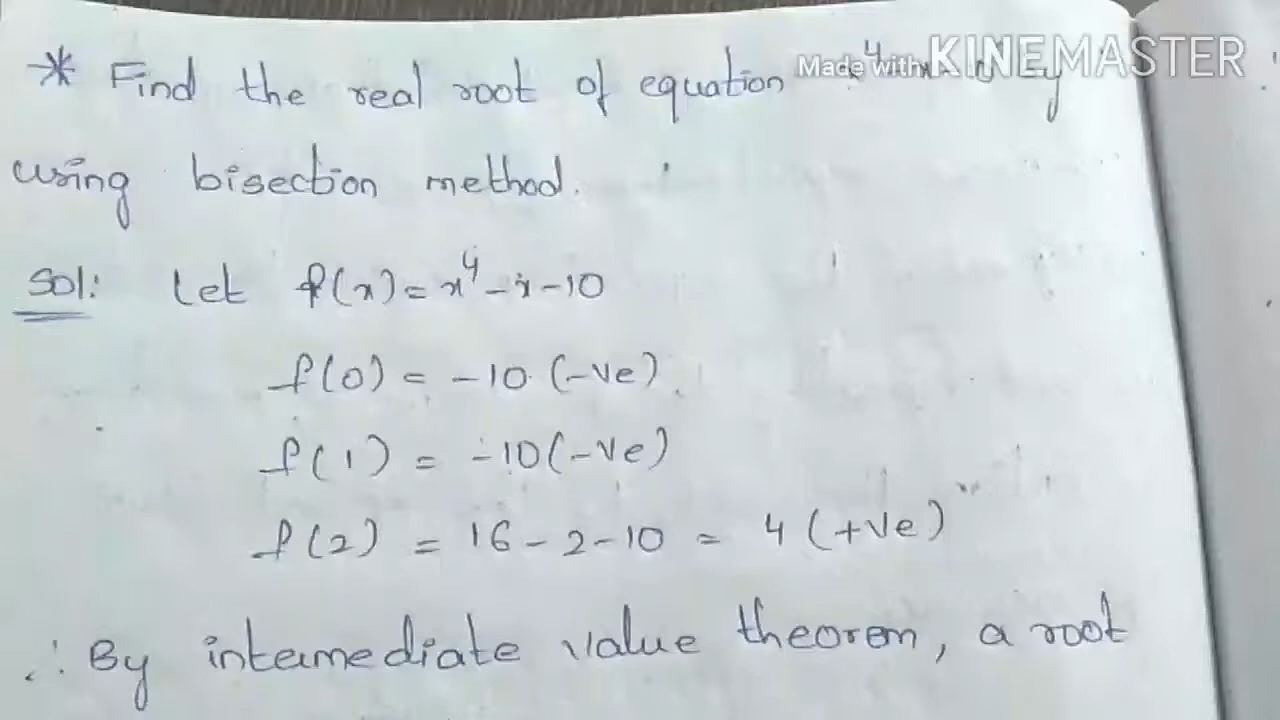 * Find the real root of equation by
using bisection method.
Sol: Let f(x) = x⁴ - x - 10
f(0) = -10 (-ve)
f(1) = -10 (-ve)
f(2) = 16 - 2 - 10 = 4 (+ve)
∴ By intermediate value theorem, a root
Made with KINEMASTER